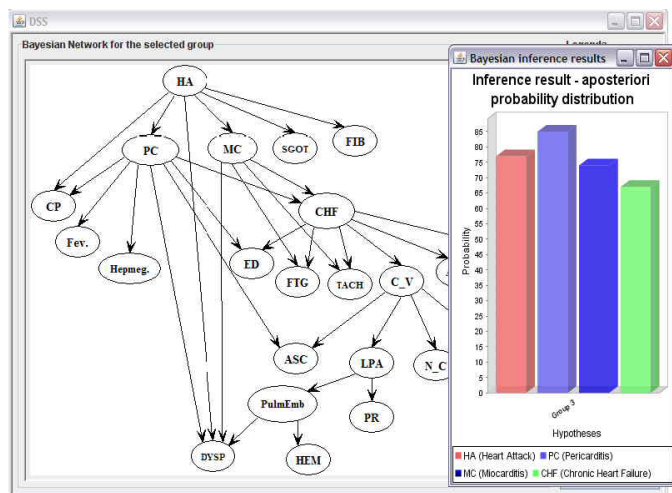 DSS
Bayesian Network for the selected group
HA
PC
MC
SGOT
FIB
CP
CHF
Fev.
Hepmeg.
ED
FTG
TACH
C_V
ASC
LPA
N_C
PulmEmb
PR
DYSP
HEM
Bayesian inference results
Inference result - aposteriori
probability distribution
85
80
75
70
65
60
55
50
45
40
35
30
25
20
15
10
5
0
Probability
Group 3
Hypotheses
HA (Heart Attack) PC (Pericarditis)
MC (Miocarditis) CHF (Chronic Heart Failure)